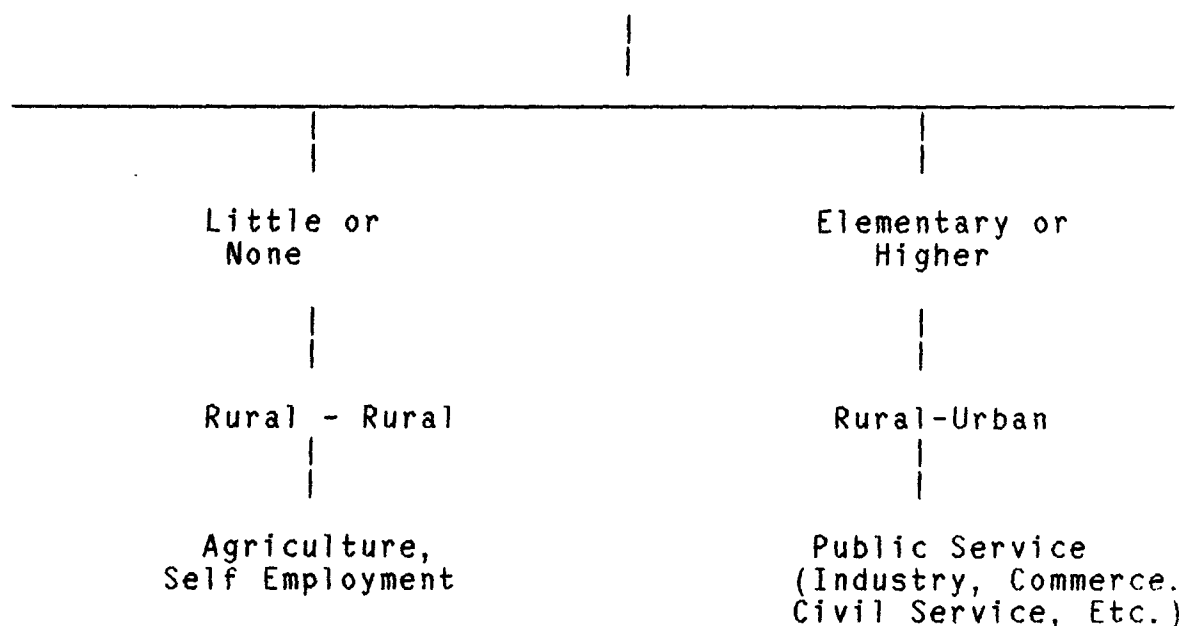 Little or
None
Elementary or
Higher
Rural - Rural
Rural-Urban
Agriculture,
Self Employment
Public Service
(Industry, Commerce.
Civil Service, Etc.)